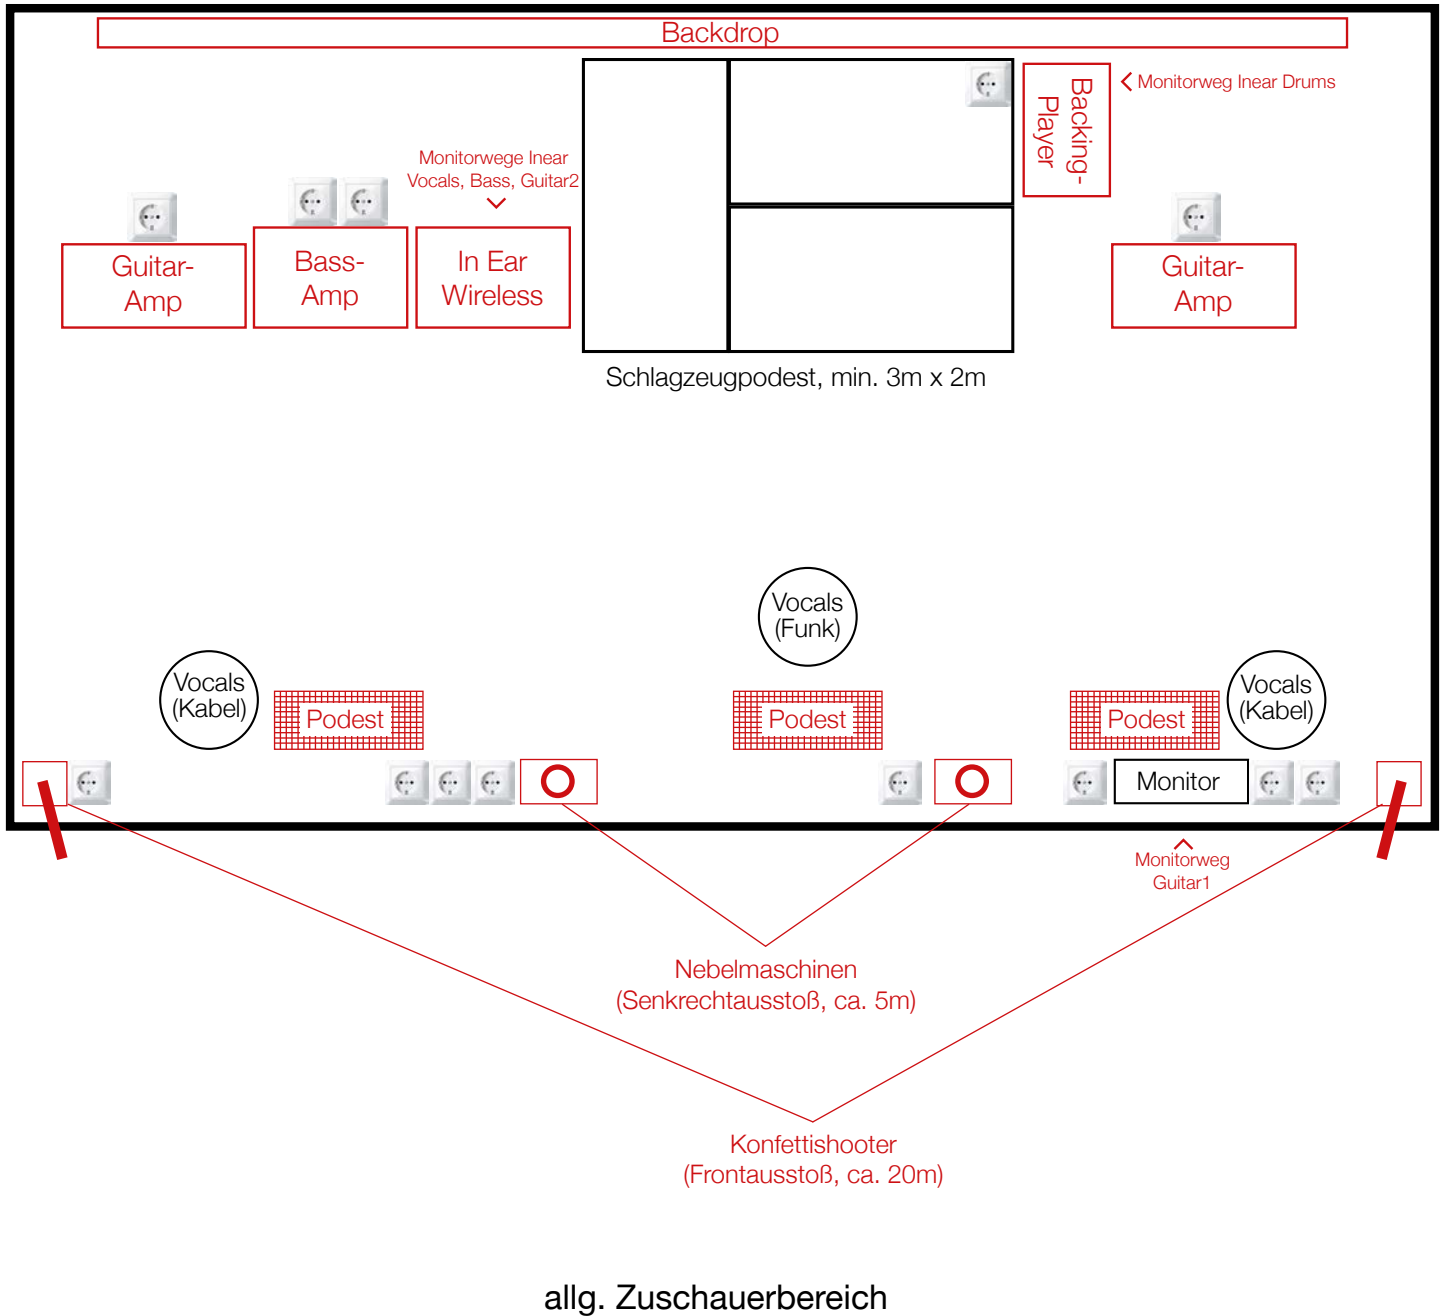 Backdrop
Backing-
Player
Monitorweg Inear Drums
Monitorwege Inear
Vocals, Bass, Guitar2
Guitar-
Amp
Bass-
Amp
In Ear
Wireless
Guitar-
Amp
Schlagzeugpodest, min. 3m x 2m
Vocals
(Funk)
Vocals
(Kabel)
Podest
Podest
Podest
Vocals
(Kabel)
Monitor
Monitorweg
Guitar1
Nebelmaschinen
(Senkrechtausstoß, ca. 5m)
Konfettishooter
(Frontausstoß, ca. 20m)
allg. Zuschauerbereich